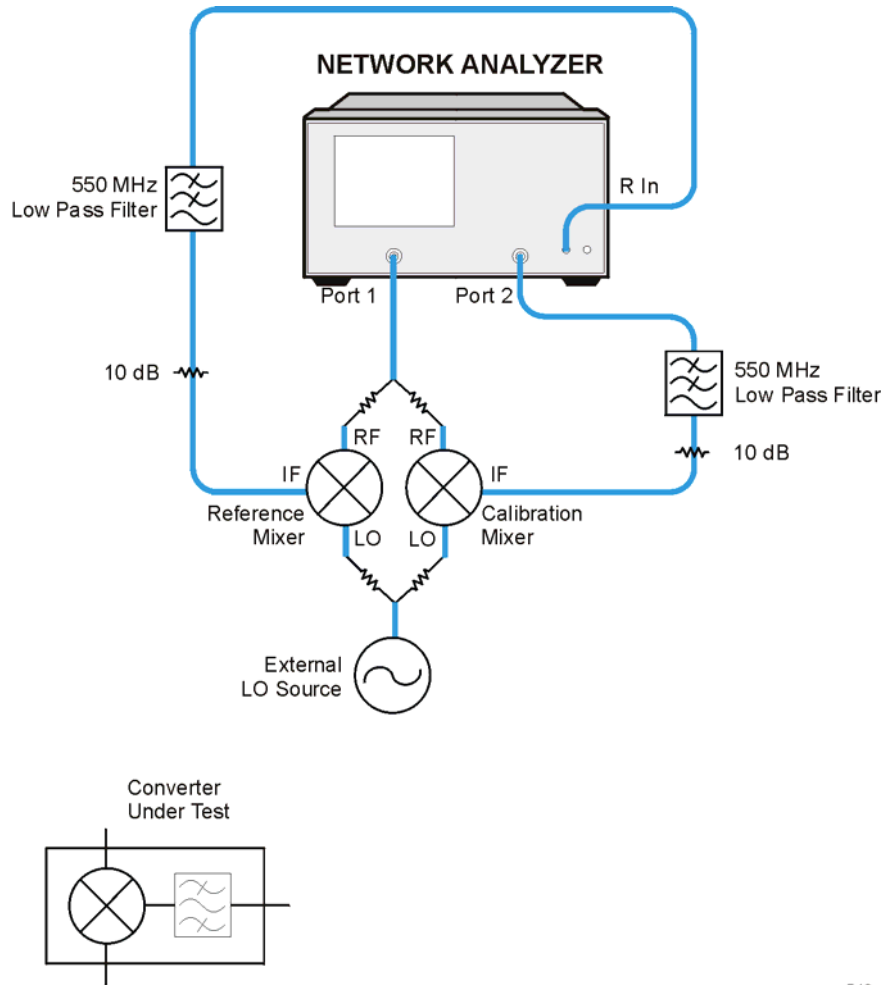 NETWORK ANALYZER
550 MHz
Low Pass Filter
R In
Port 1
Port 2
10 dB
550 MHz
Low Pass Filter
RF
RF
10 dB
IF
IF
Reference
Mixer
LO
LO
Calibration
Mixer
External
LO Source
Converter
Under Test